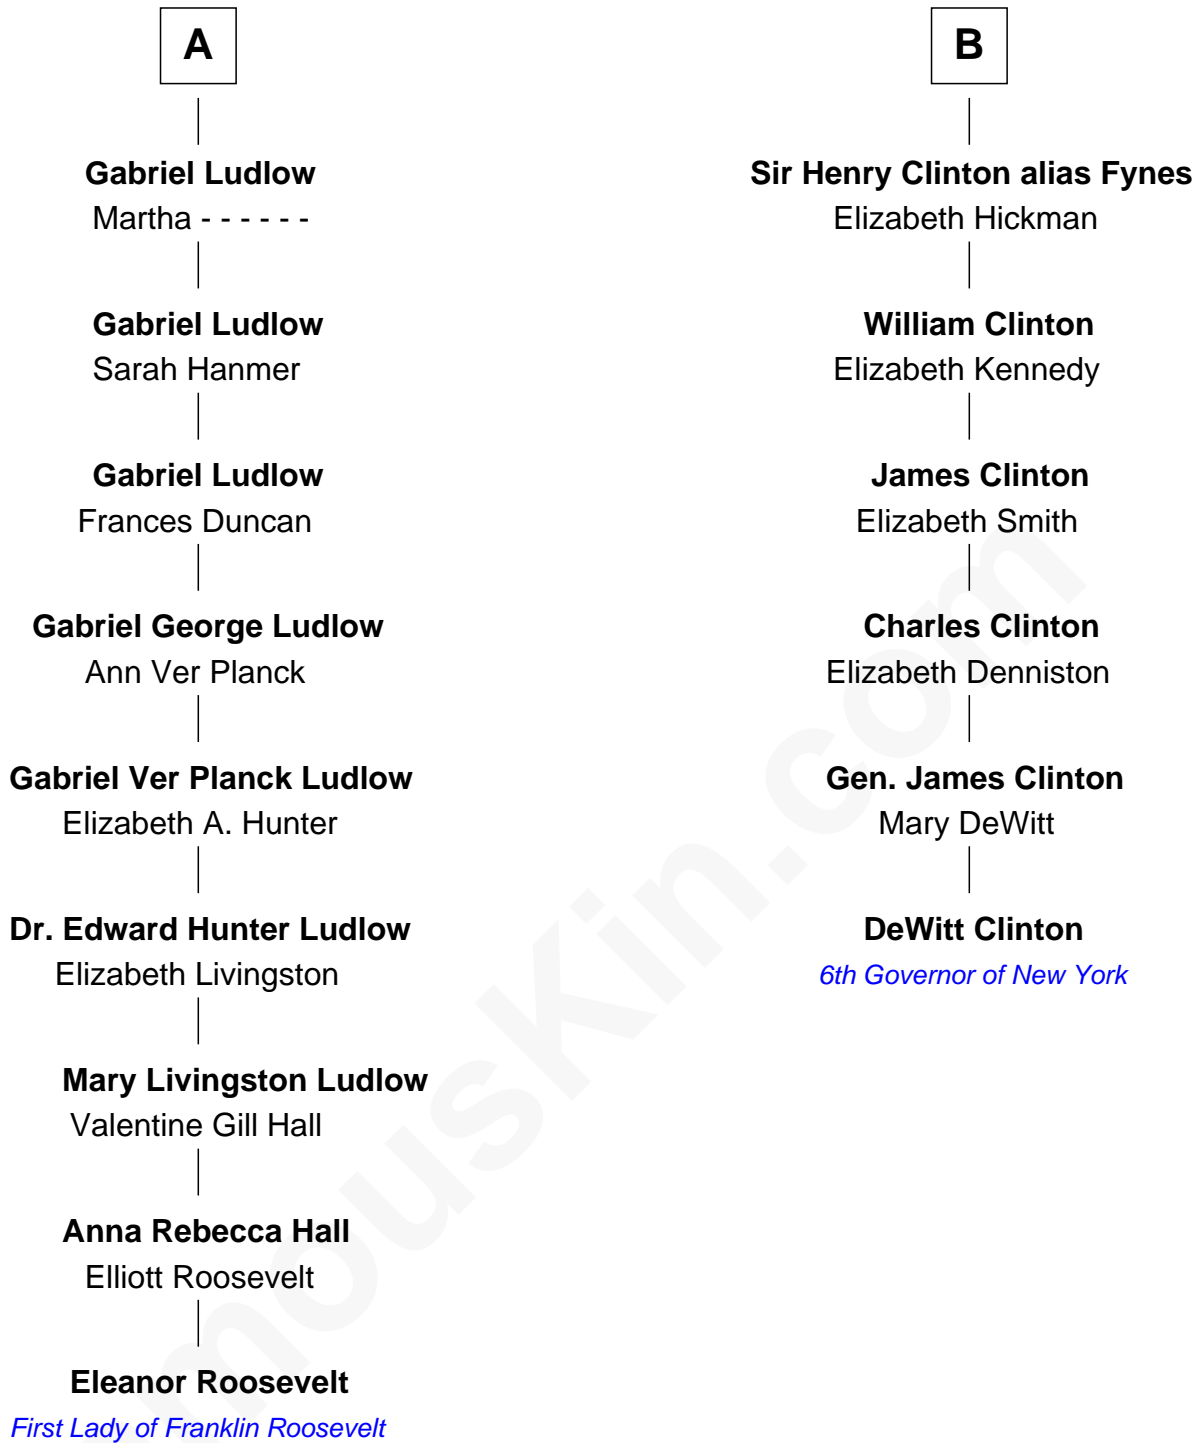 A
Gabriel Ludlow
Martha - - - - - -
Gabriel Ludlow
Sarah Hanmer
Gabriel Ludlow
Frances Duncan
Gabriel George Ludlow
Ann Ver Planck
Gabriel Ver Planck Ludlow
Elizabeth A. Hunter
Dr. Edward Hunter Ludlow
Elizabeth Livingston
Mary Livingston Ludlow
Valentine Gill Hall
Anna Rebecca Hall
Elliott Roosevelt
Eleanor Roosevelt
First Lady of Franklin Roosevelt
B
Sir Henry Clinton alias Fynes
Elizabeth Hickman
William Clinton
Elizabeth Kennedy
James Clinton
Elizabeth Smith
Charles Clinton
Elizabeth Denniston
Gen. James Clinton
Mary DeWitt
DeWitt Clinton
6th Governor of New York
mousKin.com